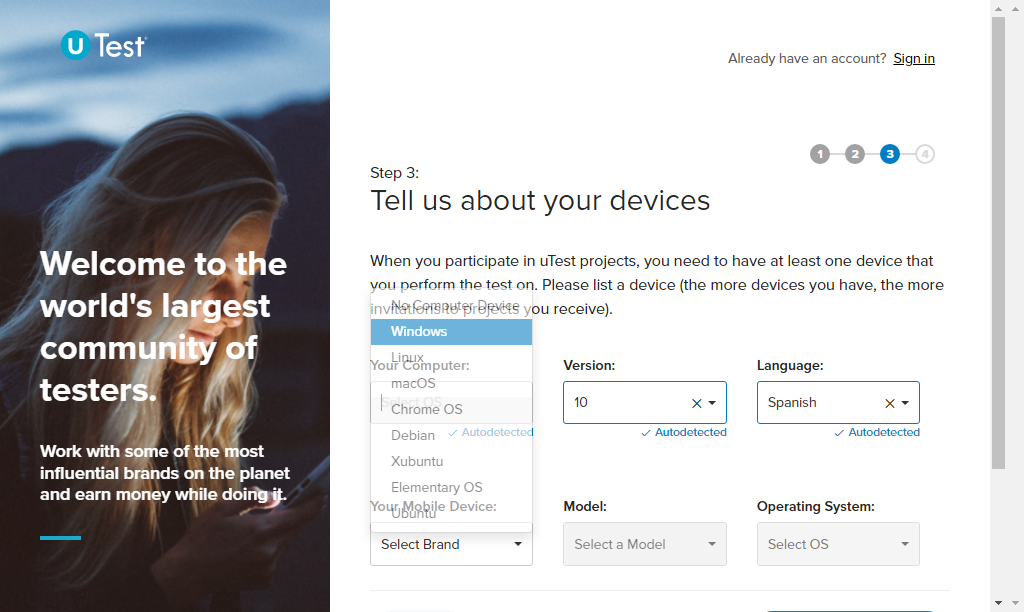 U Test
Already have an account? Sign in
1 2 3 4
Step 3:
Tell us about your devices
Welcome to the
world's largest
community of
testers.
Work with some of the most
influential brands on the planet
and earn money while doing it.
When you participate in uTest projects, you need to have at least one device that
you perform the test on. Please list a device (the more devices you have, the more
invitations to projects you receive).
No Computer Device
Windows
Linux
macOS
Chrome OS
Debian
Xubuntu
Elementary OS
Ubuntu
Your Computer:
Select OS
Autodetected
Version:
10
Autodetected
Language:
Spanish
Autodetected
Your Mobile Device:
Select Brand
Model:
Select a Model
Operating System:
Select OS